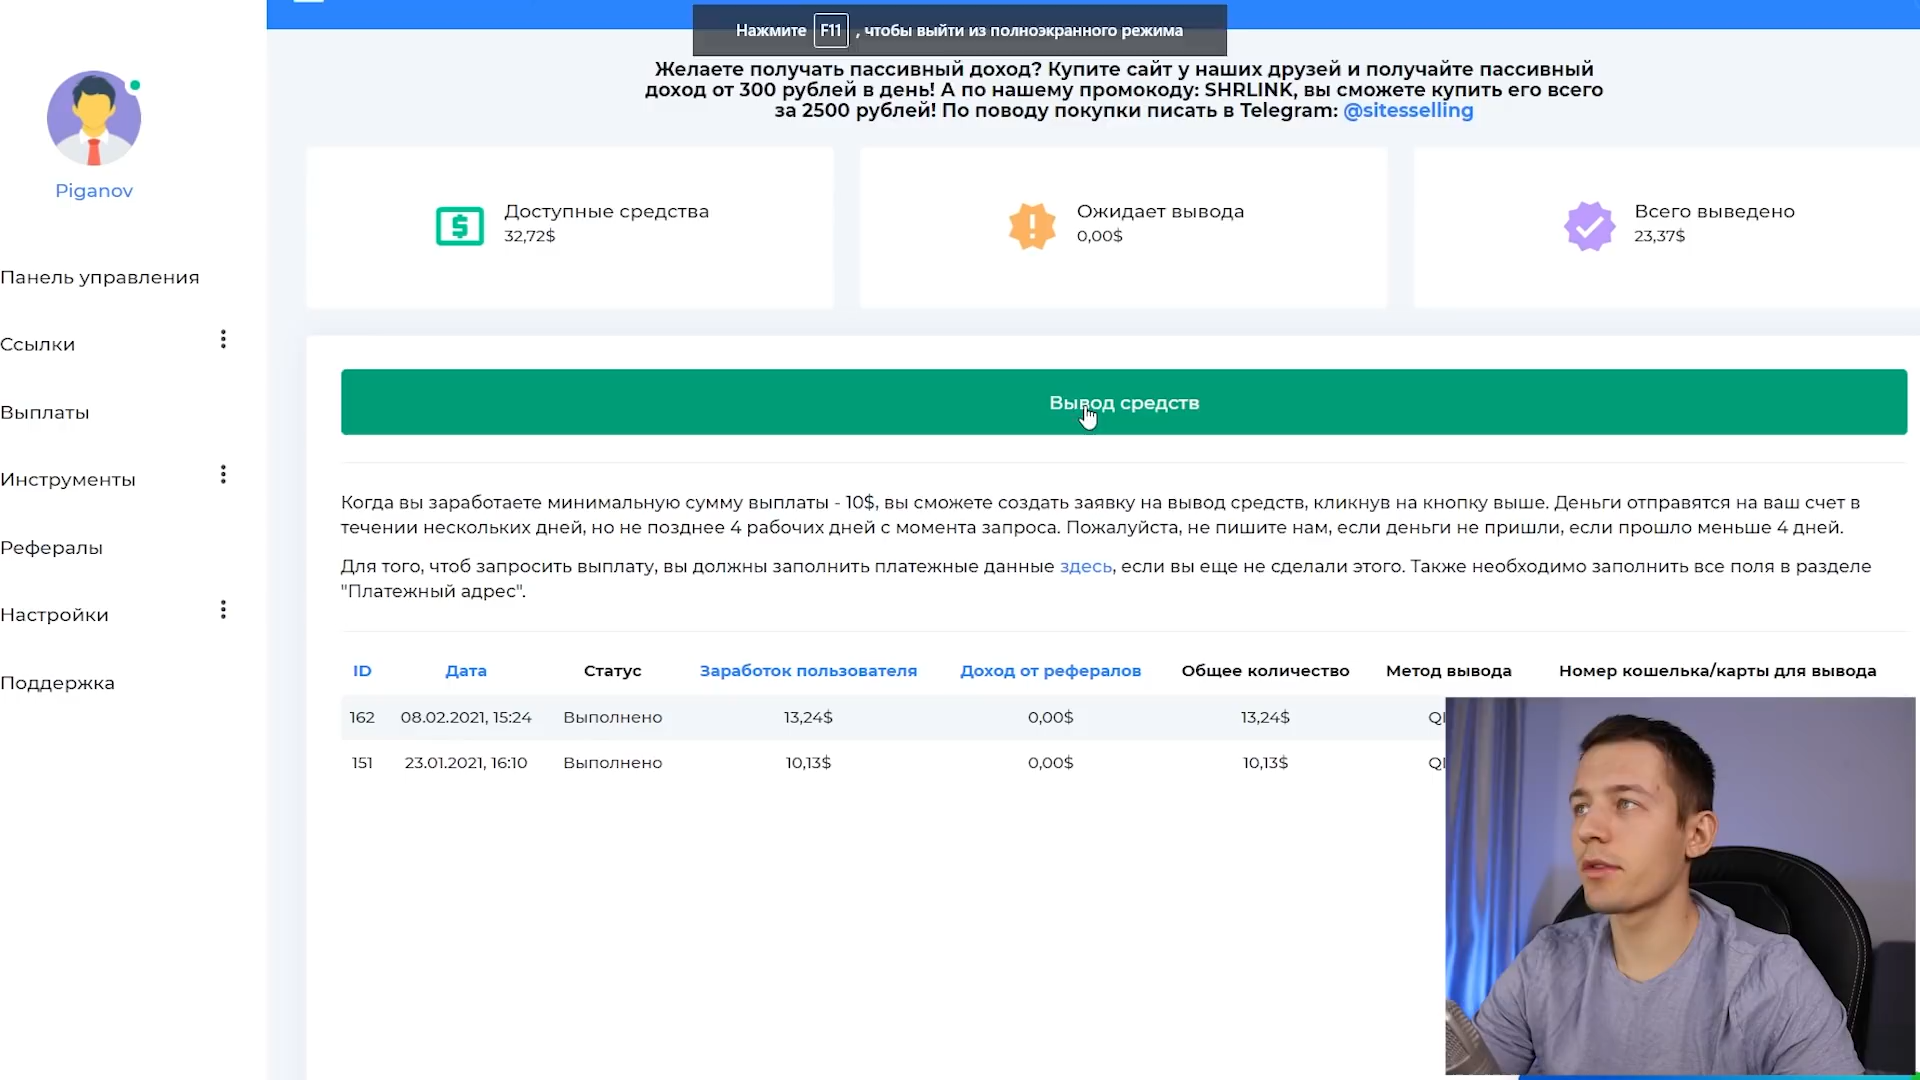 Нажмите F11 , чтобы выйти из полноэкранного режима
Желаете получать пассивный доход? Купите сайт у наших друзей и получайте пассивный
доход от 300 рублей в день! А по нашему промокоду: SHRLINK, вы сможете купить его всего
за 2500 рублей! По поводу покупки писать в Telegram: @sitesselling
Piganov
Панель управления
Ссылки
Выплаты
Инструменты
Рефералы
Настройки
Поддержка
Доступные средства
32,72$
Ожидает вывода
0,00$
Всего выведено
23,37$
Вывод средств
Когда вы заработаете минимальную сумму выплаты - 10$, вы сможете создать заявку на вывод средств, кликнув на кнопку выше. Деньги отправятся на ваш счет в
течении нескольких дней, но не позднее 4 рабочих дней с момента запроса. Пожалуйста, не пишите нам, если деньги не пришли, если прошло меньше 4 дней.
Для того, чтоб запросить выплату, вы должны заполнить платежные данные здесь, если вы еще не сделали этого. Также необходимо заполнить все поля в разделе
"Платежный адрес".
ID Дата Статус Заработок пользователя Доход от рефералов Общее количество Метод вывода Номер кошелька/карты для вывода
162 08.02.2021, 15:24 Выполнено 13,24$ 0,00$ 13,24$
151 23.01.2021, 16:10 Выполнено 10,13$ 0,00$ 10,13$